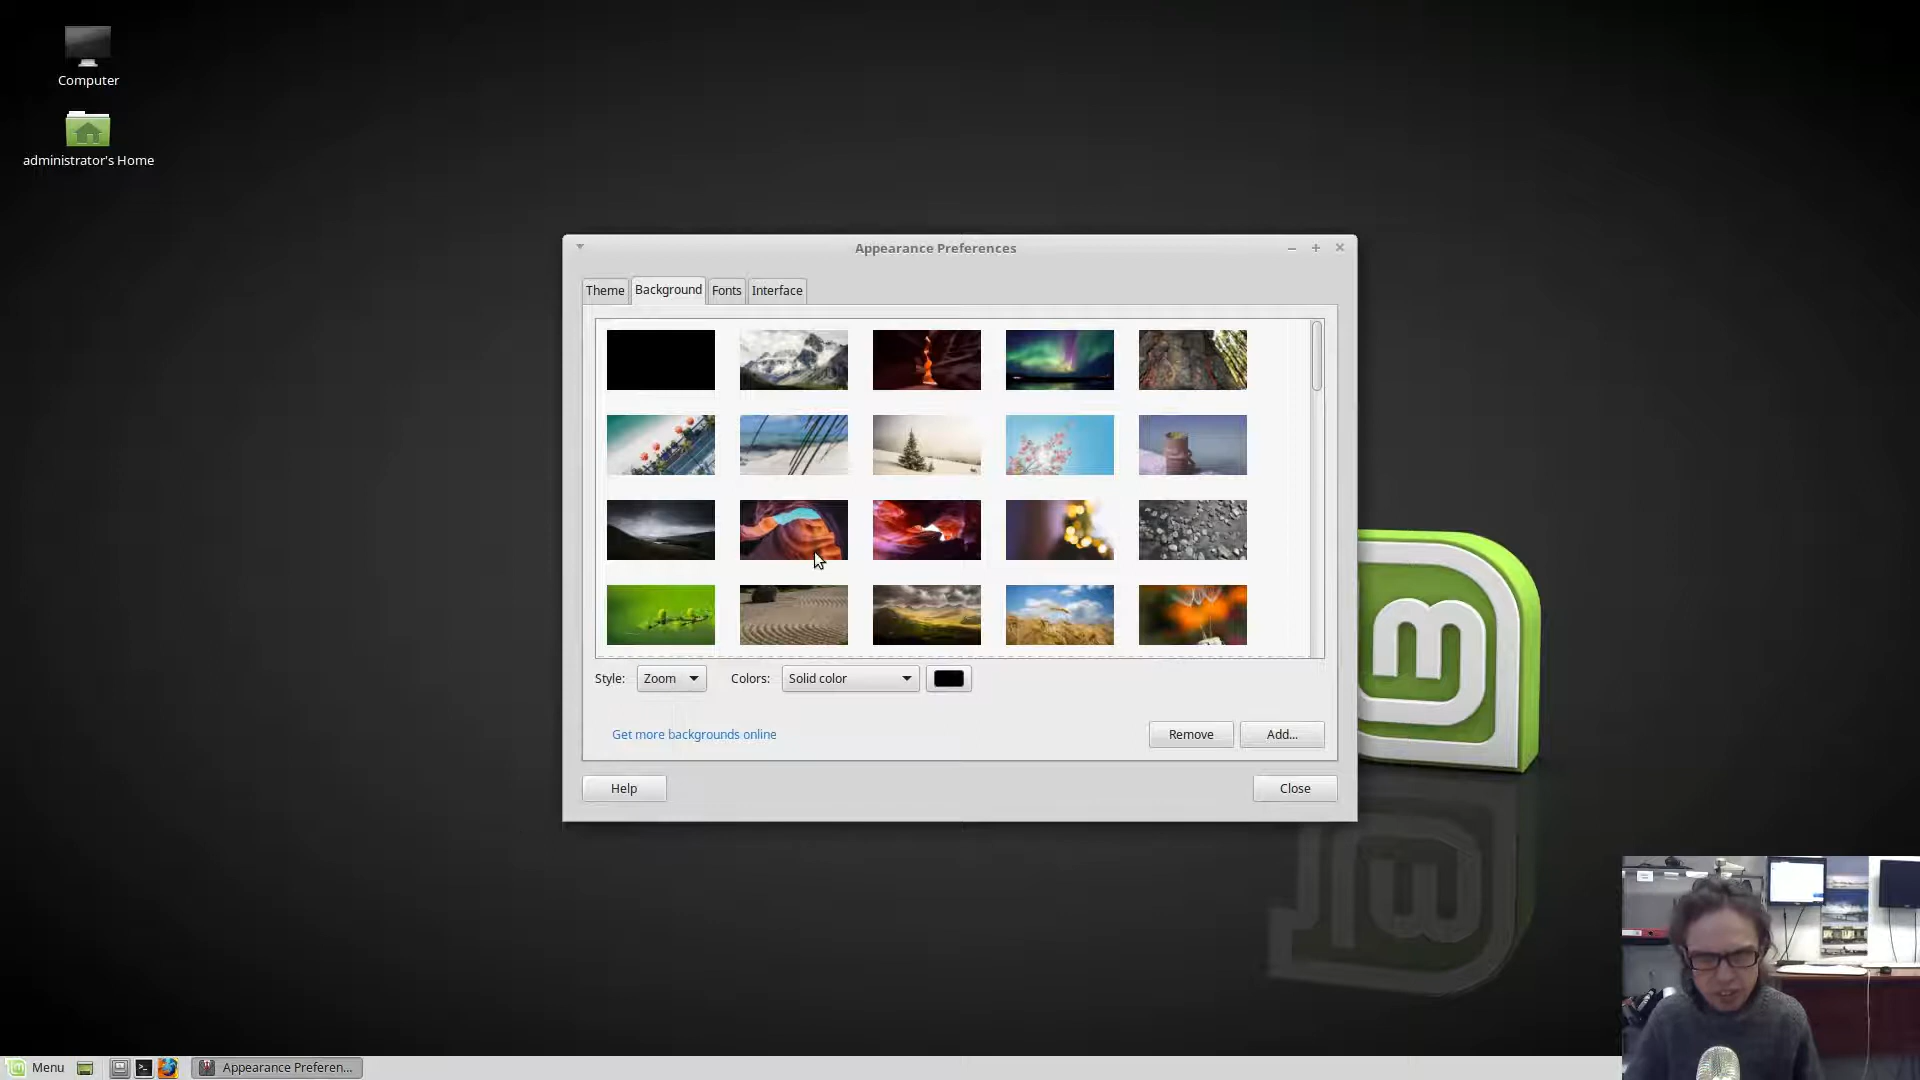 Computer
administrator's Home
Appearance Preferences
Theme
Background
Fonts
Interface
Style:
Zoom
Colors:
Solid color
Get more backgrounds online
Remove
Add...
Help
Close
Menu
Appearance Preferen...